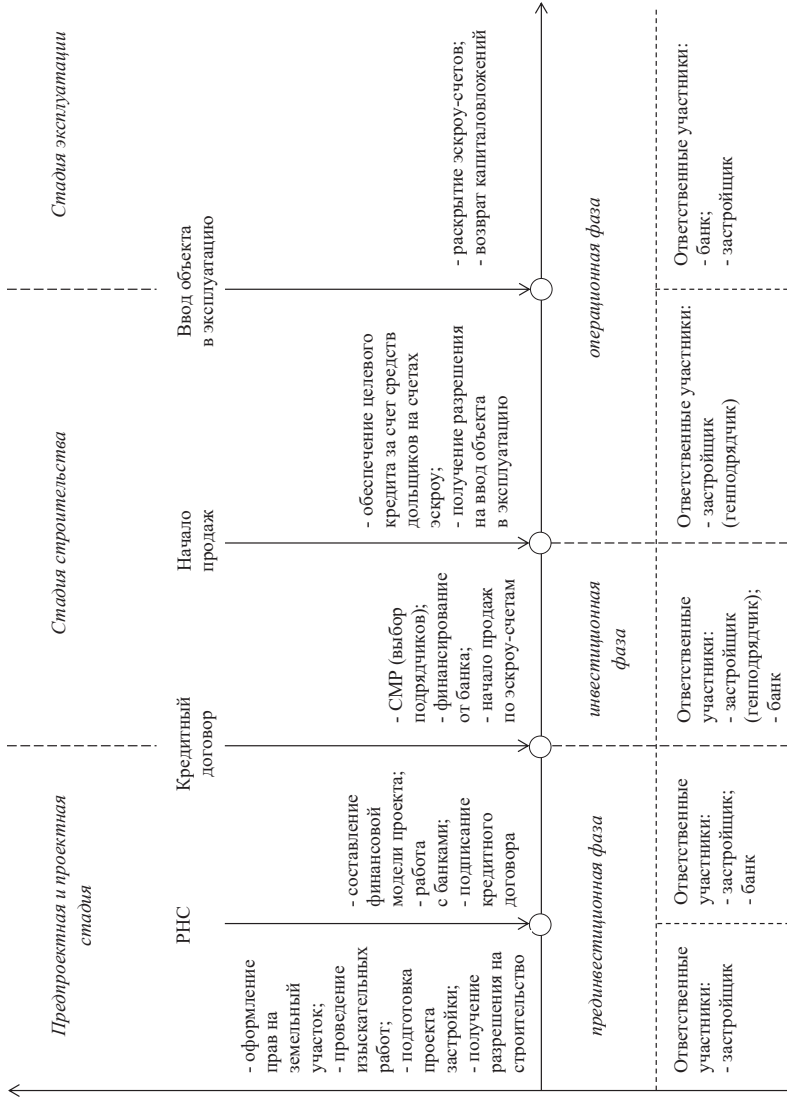 Предпроектная и проектная
стадия
Стадия строительства
Стадия эксплуатации
РНС
Кредитный
договор
Начало
продаж
Ввод объекта
в эксплуатацию
- оформление
прав на
земельный
участок;
- проведение
изыскательных
работ;
- подготовка
проекта
застройки;
- получение
разрешения на
строительство
- составление
финансовой
модели проекта;
- работа
с банками;
- подписание
кредитного
договора
- СМР (выбор
подрядчиков);
- финансирование
от банка;
- начало продаж
по эскроу-счетам
- обеспечение целевого
кредита за счет средств
дольщиков на счетах
эскроу;
- получение разрешения
на ввод объекта
в эксплуатацию
- раскрытие эскроу-счетов;
- возврат капиталовложений
прединвестиционная фаза
инвестиционная
фаза
операционная фаза
Ответственные
участники:
- застройщик
Ответственные
участники:
- застройщик;
- банк
Ответственные
участники:
- застройщик
(генподрядчик);
- банк
Ответственные участники:
- застройщик
(генподрядчик)
Ответственные участники:
- банк;
- застройщик